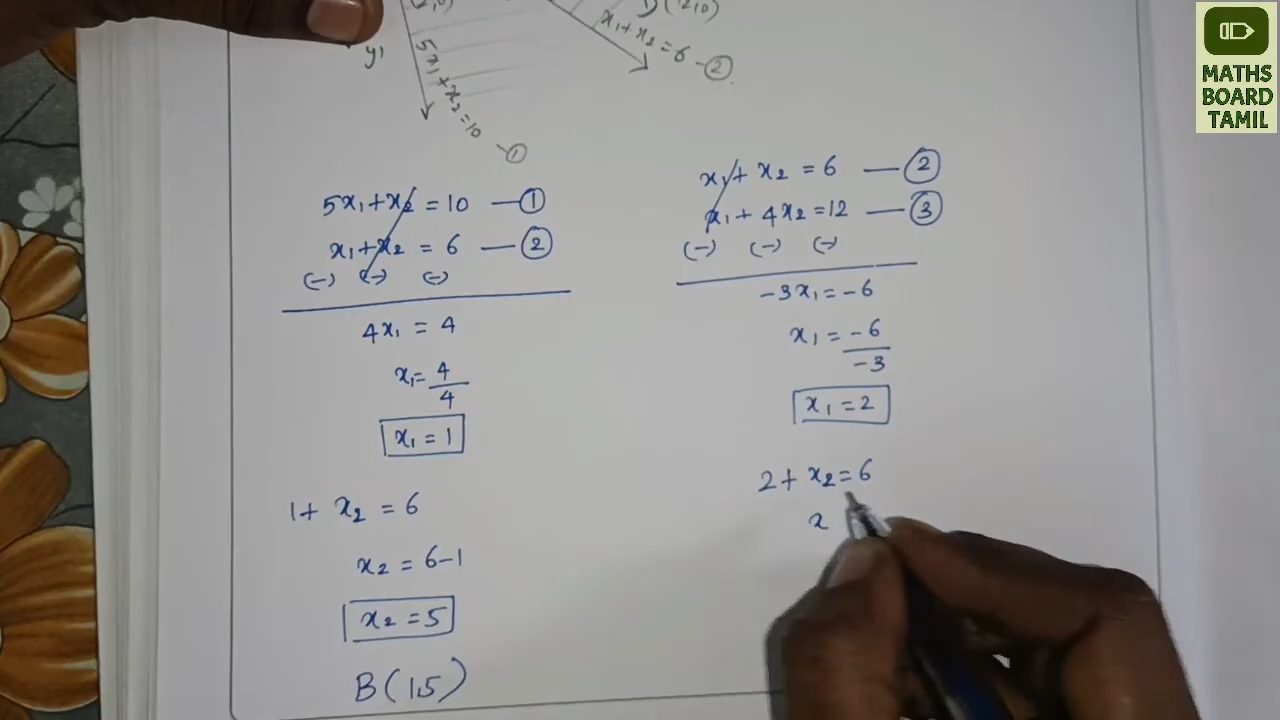 x₁+x₂=6 —②
y₁
5x₁+x₂=10 —①
5x₁+x₂ = 10 —①
x₁+x₂ = 6 —②
(-) (-) (-)
4x₁ = 4
x₁= 4/4
x₁ = 1
1+ x₂ = 6
x₂ = 6-1
x₂ = 5
B(1,5)
x₁+ x₂ = 6 —②
x₁+ 4x₂ =12 —③
(-) (-) (-)
-3x₁ = -6
x₁ = -6/-3
x₁ = 2
2+ x₂ = 6
x
MATHS
BOARD
TAMIL